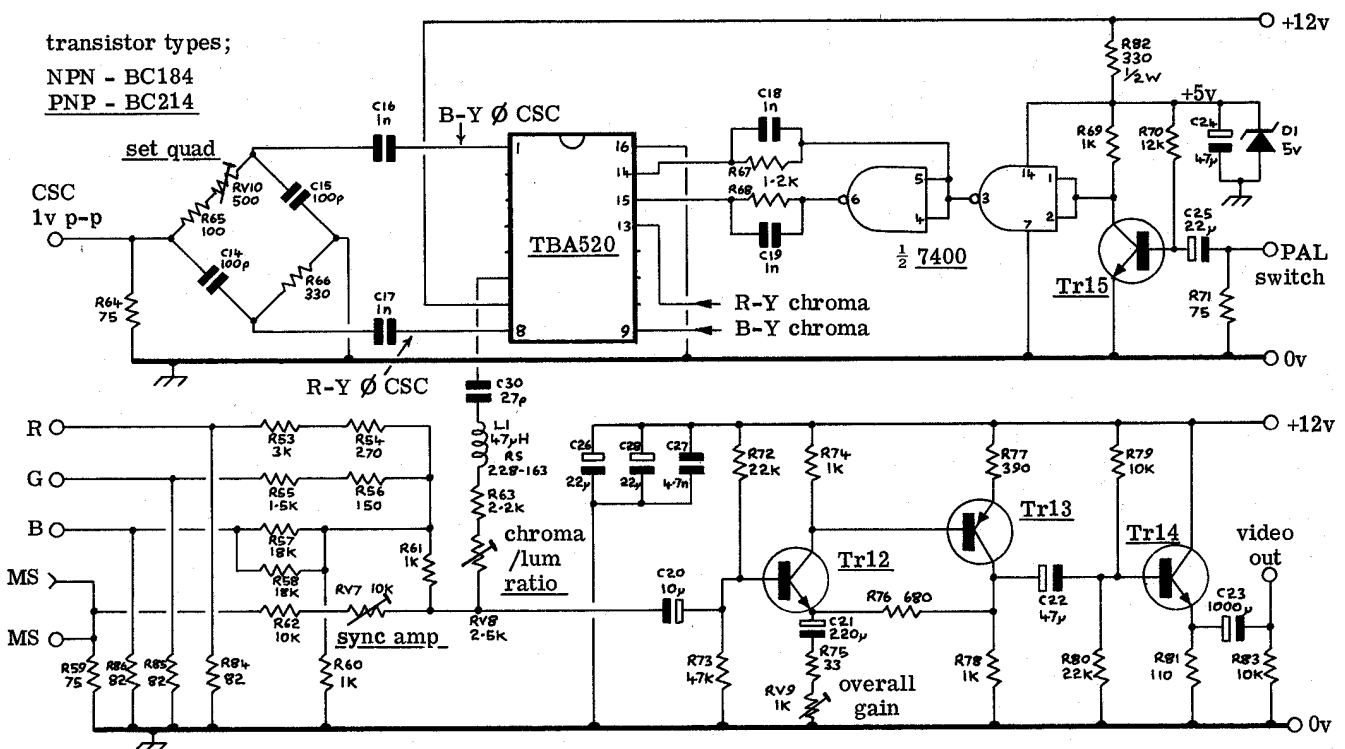 transistor types;
NPN - BC184
PNP - BC214
+12v
R82
330
1/2W
+5v
C16
1n
B-Y Ø CSC
C18
1n
R69
1K
R70
12K
C24
47µ
D1
5v
set quad
CSC
1v p-p
RV10
500
C15
100p
R65
100
C14
100p
R66
330
R64
75
1
16
14
15
13
8
9
TBA520
R67
1.2K
R68
C19
1n
5
4
6
3
14
1
2
7
½ 7400
C25
22µ
Tr15
PAL
switch
R71
75
C17
1n
R-Y chroma
B-Y chroma
0v
R-Y Ø CSC
C30
27p
L1
47µH
RS
228-163
R63
2.2K
chroma
/lum
ratio
RV8
2.5K
R
R53
3K
R54
270
G
R55
1.5K
R56
150
B
R57
18K
R58
18K
R61
1K
MS
RV7 10K
R62
10K
sync amp
MS
R59
75
R86
82
R85
82
R84
82
R60
1K
+12v
C26
22µ
C28
22µ
C27
4.7n
R72
22K
R74
1K
R77
390
R79
10K
Tr13
Tr12
Tr14
video
out
C20
10µ
R76 680
C21
220µ
C22
47µ
C23
1000µ
R73
47K
R75
33
RV9
1K
overall
gain
R78
1K
R80
22K
R81
110
R83
10K
0v